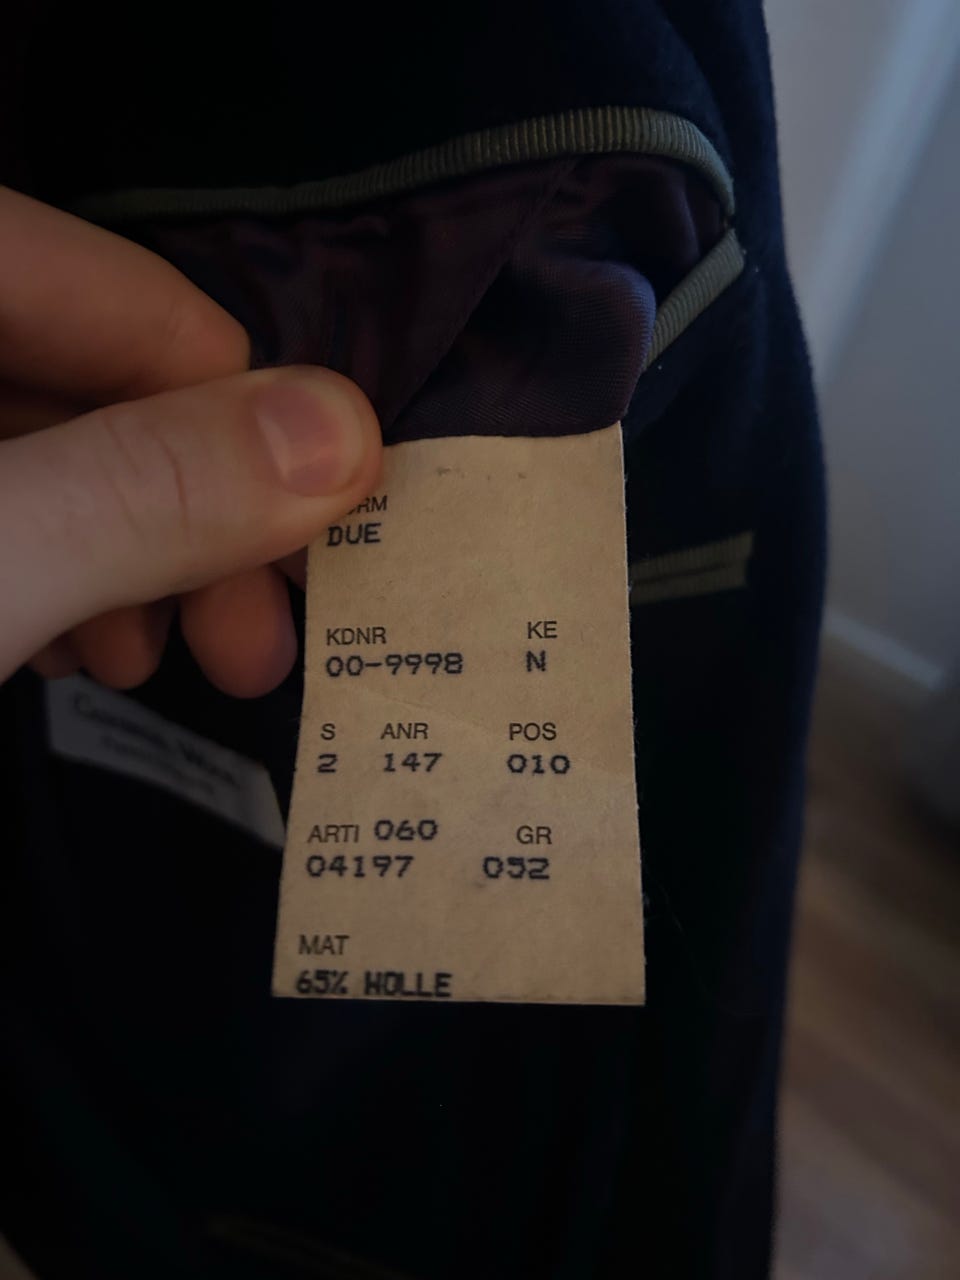 DUE
KDNR KE
00-9998 N
S ANR POS
2 147 010
ARTI 060 GR
04197 052
MAT
65% WOLLE